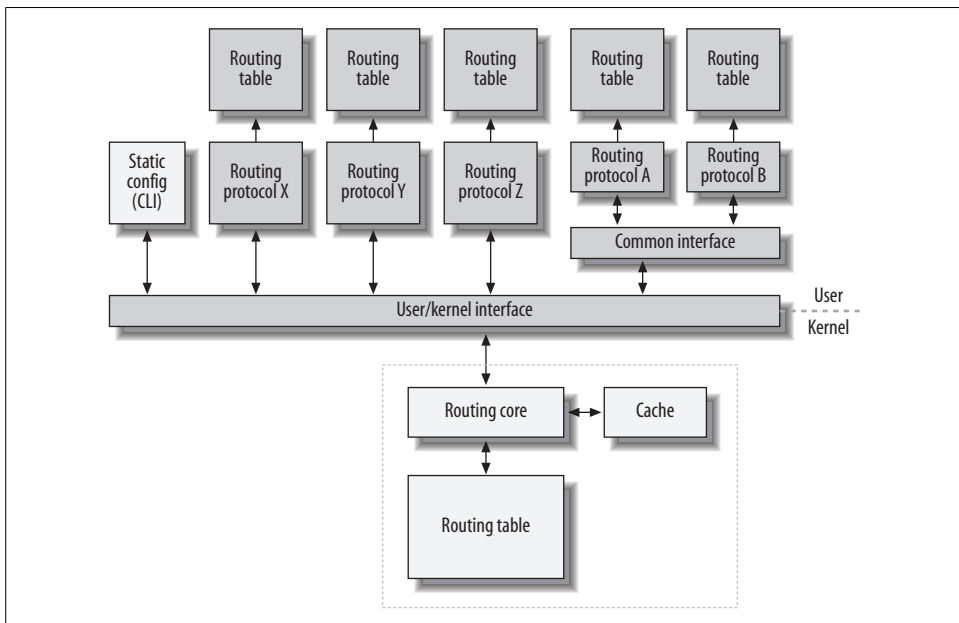 Routing
table
Routing
table
Routing
table
Routing
table
Routing
table
Static
config
(CLI)
Routing
protocol X
Routing
protocol Y
Routing
protocol Z
Routing
protocol A
Routing
protocol B
Common interface
User/kernel interface
User
Kernel
Routing core
Cache
Routing table